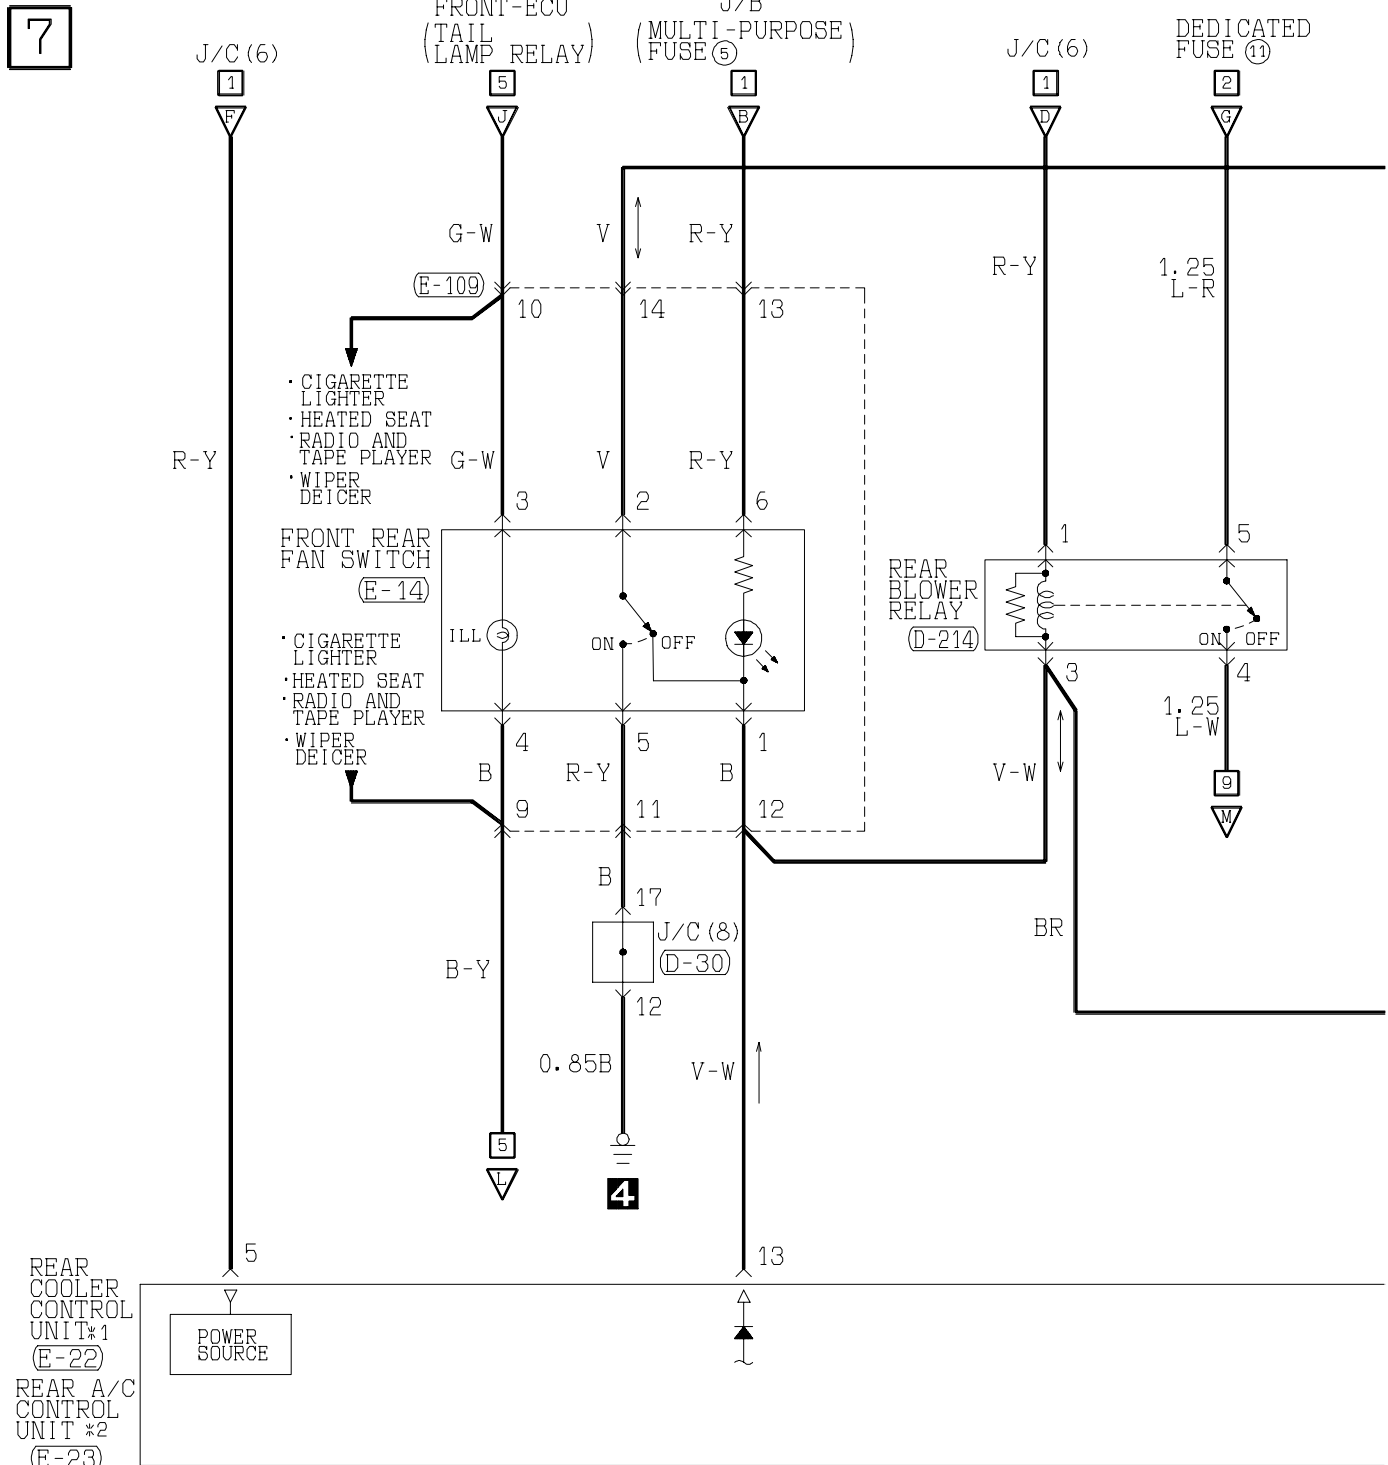 7
J/C(6)
1
F
FRONT-ECU
(TAIL
LAMP RELAY)
5
J
J/B
(MULTI-PURPOSE
FUSE⑤)
1
B
J/C(6)
1
D
DEDICATED
FUSE⑪
2
G
G-W
V
R-Y
R-Y
1.25
L-R
E-109
10
14
13
· CIGARETTE
LIGHTER
· HEATED SEAT
· RADIO AND
TAPE PLAYER
· WIPER
DEICER
R-Y
G-W
V
R-Y
3
2
6
1
5
FRONT REAR
FAN SWITCH
E-14
ILL
ON
OFF
REAR
BLOWER
RELAY
D-214
ON
OFF
· CIGARETTE
LIGHTER
· HEATED SEAT
· RADIO AND
TAPE PLAYER
· WIPER
DEICER
4
5
1
3
4
B
R-Y
B
V-W
1.25
L-W
9
M
9
11
12
B
17
J/C(8)
D-30
12
B-Y
BR
0.85B
V-W
5
L
4
5
13
REAR
COOLER
CONTROL
UNIT*1
E-22
REAR A/C
CONTROL
UNIT *2
E-23
POWER
SOURCE